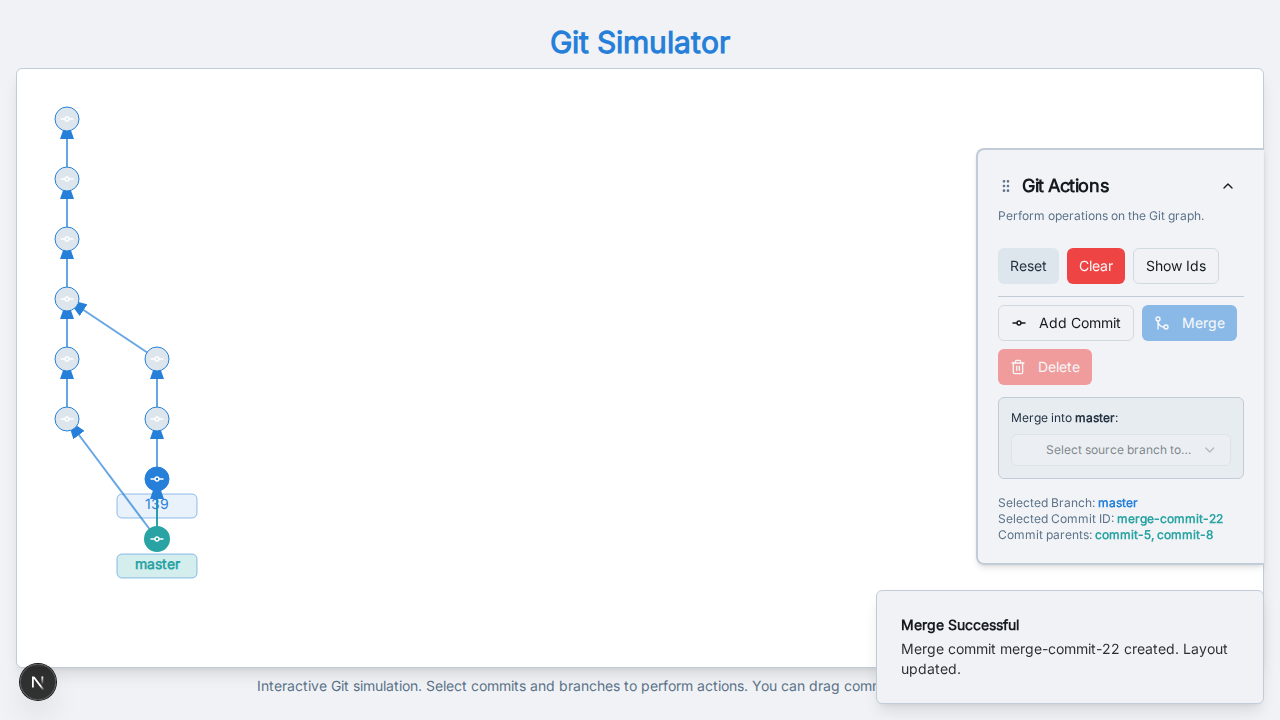 Git Simulator
Git Actions
Perform operations on the Git graph.
Reset
Clear
Show Ids
Add Commit
Merge
Delete
Merge into master:
Select source branch to...
Selected Branch: master
Selected Commit ID: merge-commit-22
Commit parents: commit-5, commit-8
139
master
Merge Successful
Merge commit merge-commit-22 created. Layout
updated.
N
Interactive Git simulation. Select commits and branches to perform actions. You can drag